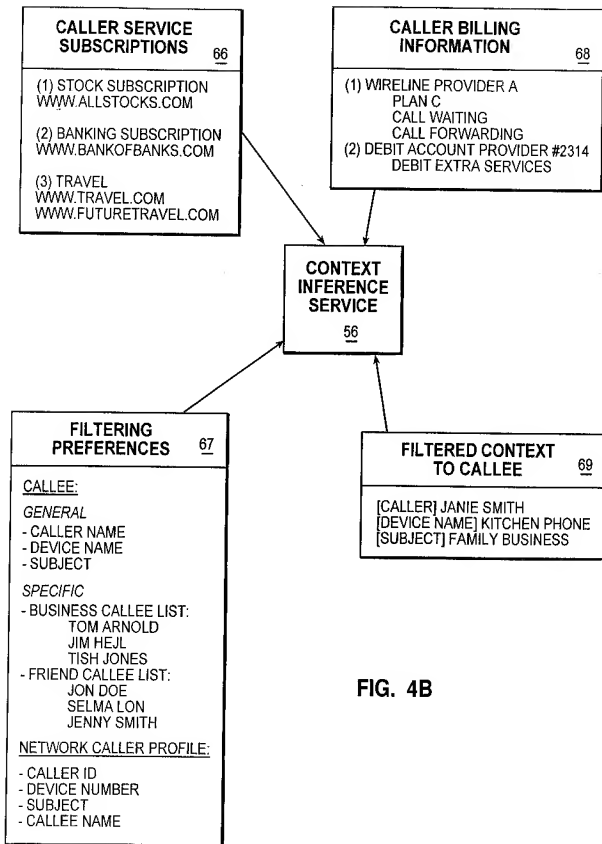 CALLER SERVICE
SUBSCRIPTIONS
66
(1) STOCK SUBSCRIPTION
WWW.ALLSTOCKS.COM
(2) BANKING SUBSCRIPTION
WWW.BANKOFBANKS.COM
(3) TRAVEL
WWW.TRAVEL.COM
WWW.FUTURETRAVEL.COM
CALLER BILLING
INFORMATION
68
(1) WIRELINE PROVIDER A
PLAN C
CALL WAITING
CALL FORWARDING
(2) DEBIT ACCOUNT PROVIDER #2314
DEBIT EXTRA SERVICES
CONTEXT
INFERENCE
SERVICE
56
FILTERING
PREFERENCES
67
CALLEE:
GENERAL
- CALLER NAME
- DEVICE NAME
- SUBJECT
SPECIFIC
- BUSINESS CALLEE LIST:
TOM ARNOLD
JIM HEJL
TISH JONES
- FRIEND CALLEE LIST:
JON DOE
SELMA LON
JENNY SMITH
NETWORK CALLER PROFILE:
- CALLER ID
- DEVICE NUMBER
- SUBJECT
- CALLEE NAME
FILTERED CONTEXT
TO CALLEE
69
[CALLER] JANIE SMITH
[DEVICE NAME] KITCHEN PHONE
[SUBJECT] FAMILY BUSINESS
FIG. 4B